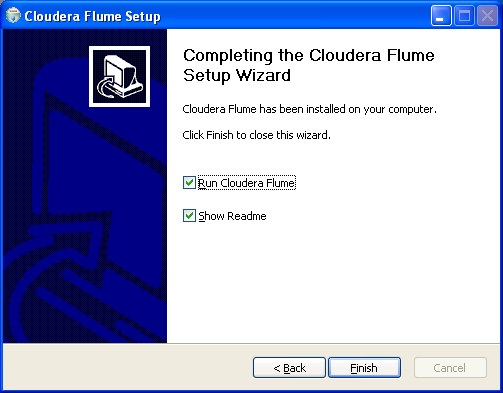 Cloudera Flume Setup
Completing the Cloudera Flume
Setup Wizard
Cloudera Flume has been installed on your computer.
Click Finish to close this wizard.
Run Cloudera Flume
Show Readme
< Back
Finish
Cancel